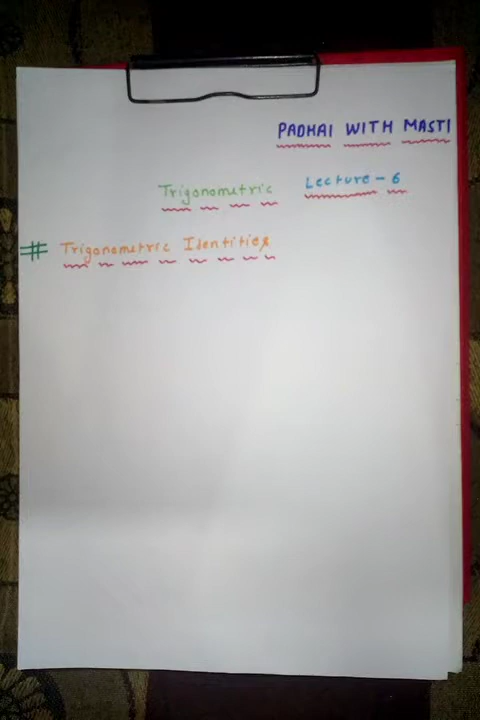 PADHAI WITH MASTI
Trigonometric Lecture - 6
# Trigonometric Identities